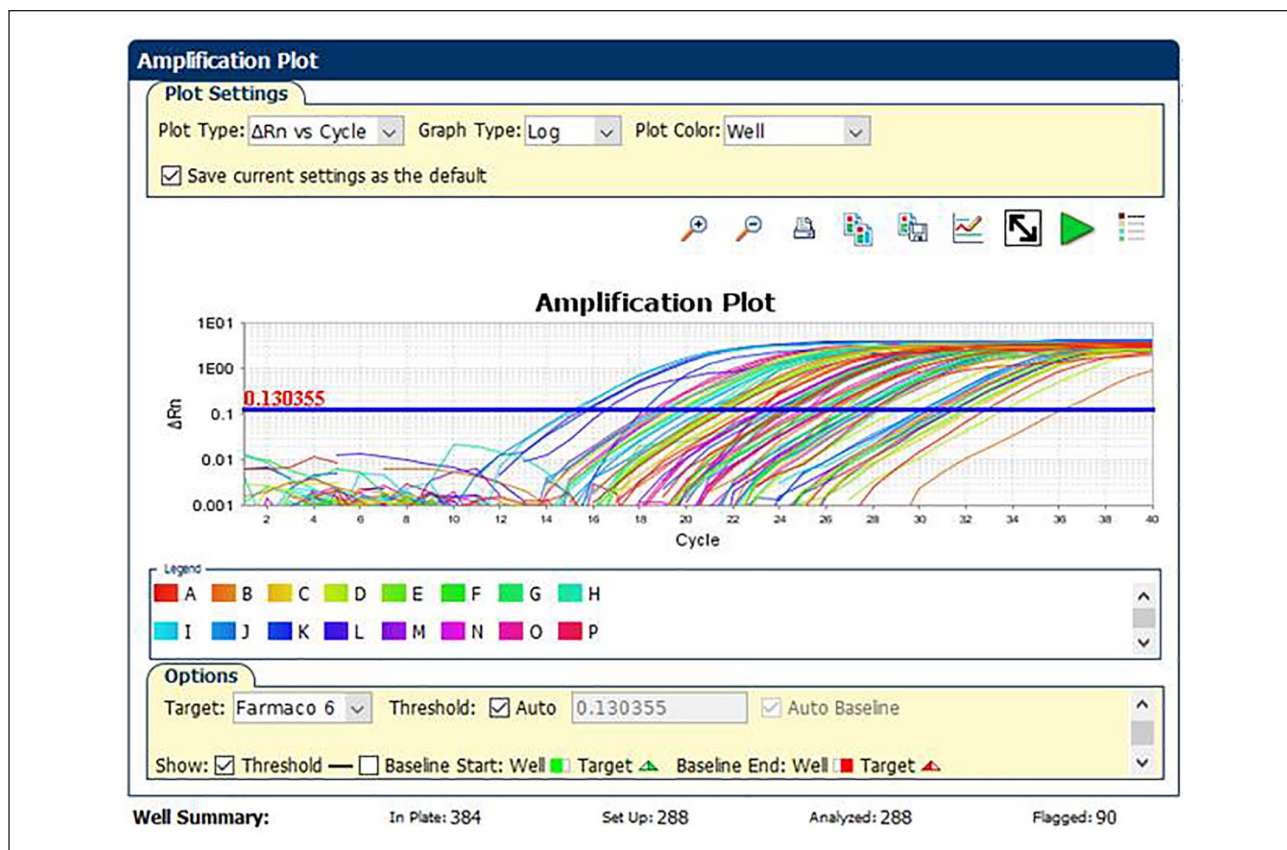 Amplification Plot
Plot Settings
Plot Type: ΔRn vs Cycle Graph Type: Log Plot Color: Well
Save current settings as the default
Amplification Plot
1E01
1E00
0.130355
0.1
0.01
0.001
ΔRn
2 4 6 8 10 12 14 16 18 20 22 24 26 28 30 32 34 36 38 40
Cycle
Legend
A B C D E F G H
I J K L M N O P
Options
Target: Farmaco 6 Threshold: Auto 0.130355 Auto Baseline
Show: Threshold Baseline Start: Well Target Baseline End: Well Target
Well Summary: In Plate: 384 Set Up: 288 Analyzed: 288 Flagged: 90